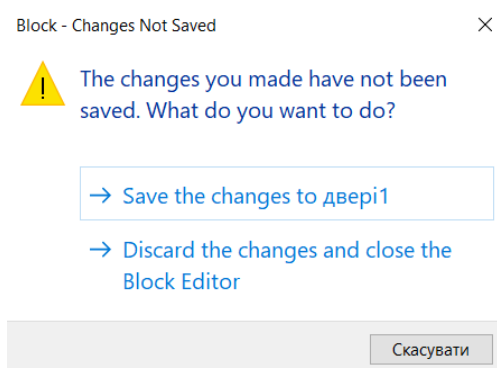 Block - Changes Not Saved
The changes you made have not been
saved. What do you want to do?
Save the changes to двері1
Discard the changes and close the
Block Editor
Скасувати